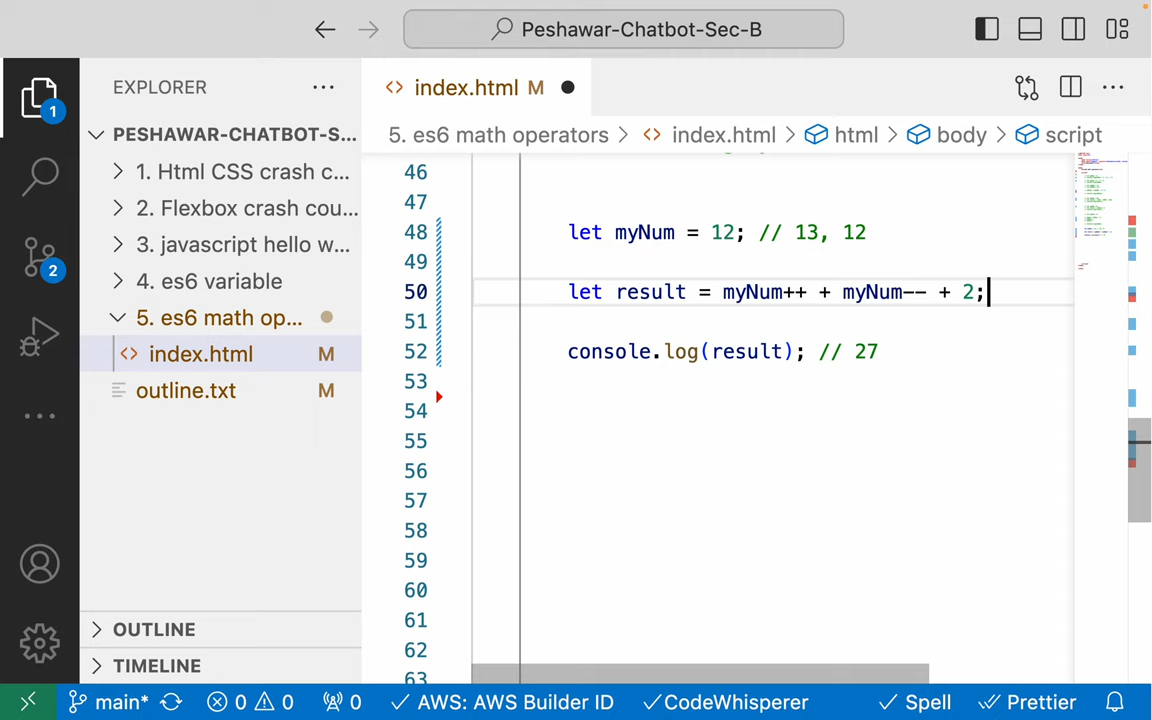 Peshawar-Chatbot-Sec-B
1
2
EXPLORER
PESHAWAR-CHATBOT-S...
1. Html CSS crash c...
2. Flexbox crash cou...
3. javascript hello w...
4. es6 variable
5. es6 math op...
index.html M
outline.txt M
OUTLINE
TIMELINE
index.html M
5. es6 math operators > index.html > html > body > script
46
47
48 let myNum = 12; // 13, 12
49
50 let result = myNum++ + myNum-- + 2;
51
52 console.log(result); // 27
53
54
55
56
57
58
59
60
61
62
63
main* 0 0 0 AWS: AWS Builder ID CodeWhisperer Spell Prettier